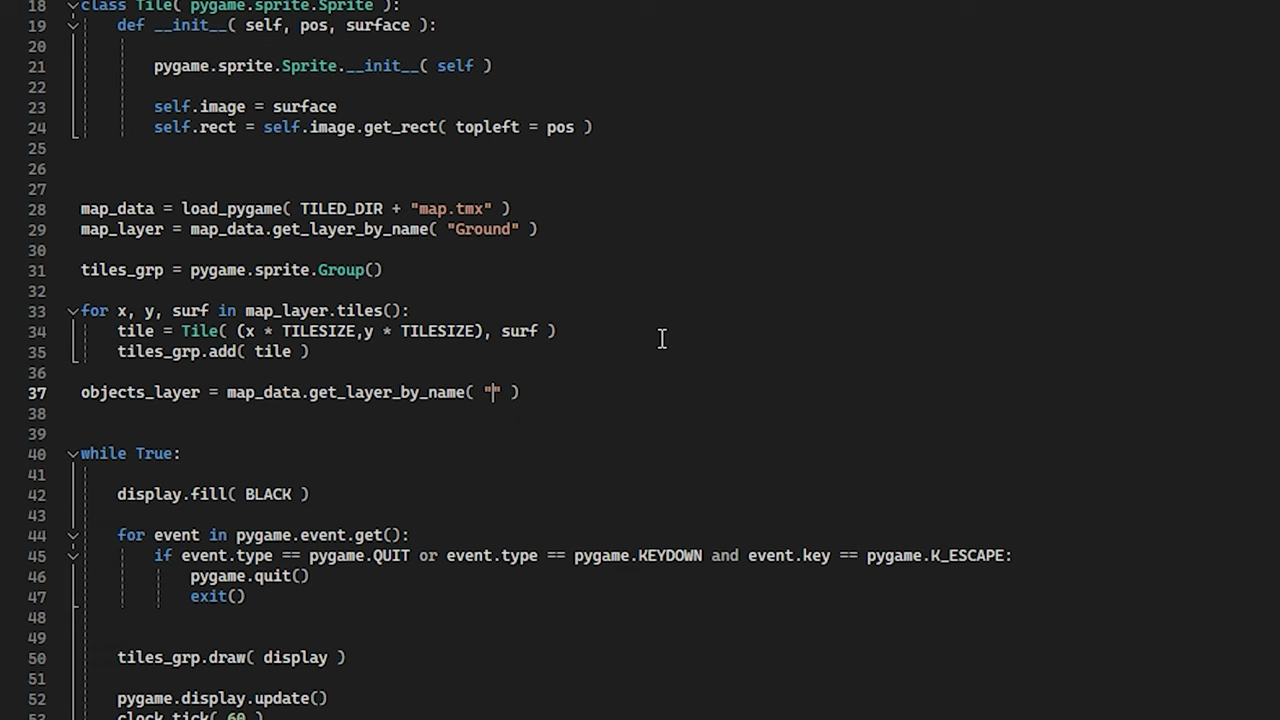 18 class Tile( pygame.sprite.Sprite ):
19 def __init__( self, pos, surface ):
20
21 pygame.sprite.Sprite.__init__( self )
22
23 self.image = surface
24 self.rect = self.image.get_rect( topleft = pos )
25
26
27
28 map_data = load_pygame( TILED_DIR + "map.tmx" )
29 map_layer = map_data.get_layer_by_name( "Ground" )
30
31 tiles_grp = pygame.sprite.Group()
32
33 for x, y, surf in map_layer.tiles():
34 tile = Tile( (x * TILESIZE,y * TILESIZE), surf )
35 tiles_grp.add( tile )
36
37 objects_layer = map_data.get_layer_by_name( "" )
38
39
40 while True:
41
42 display.fill( BLACK )
43
44 for event in pygame.event.get():
45 if event.type == pygame.QUIT or event.type == pygame.KEYDOWN and event.key == pygame.K_ESCAPE:
46 pygame.quit()
47 exit()
48
49
50 tiles_grp.draw( display )
51
52 pygame.display.update()
53 clock.tick( 60 )